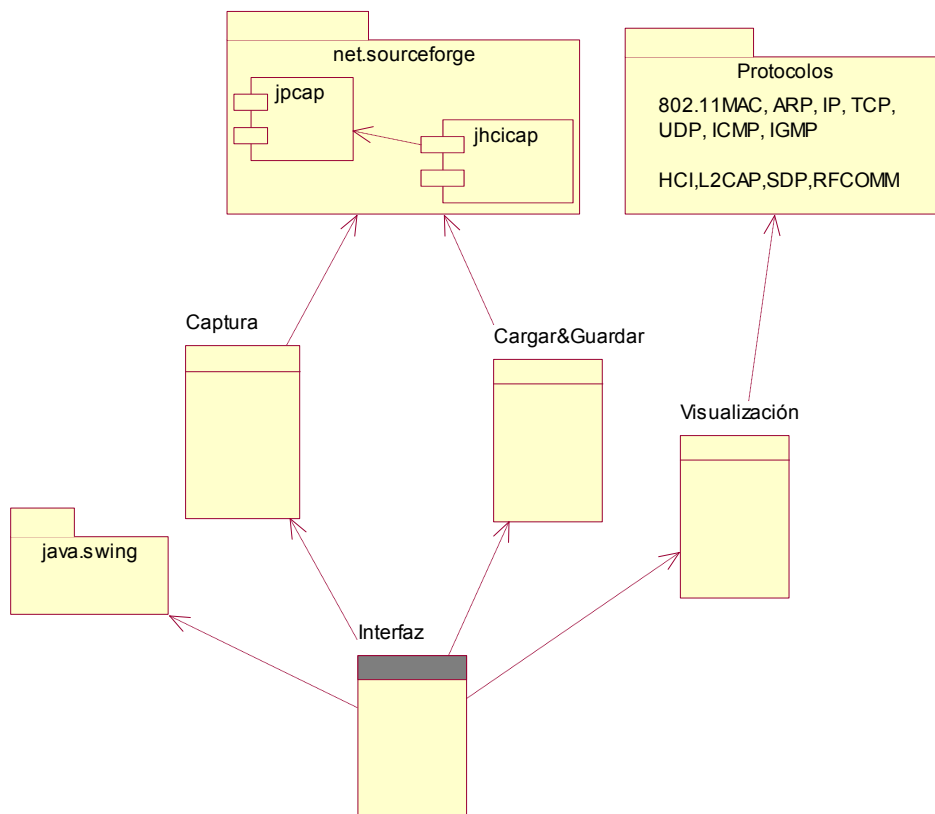 net.sourceforge
jpcap
jhcicap
Protocolos
802.11MAC, ARP, IP, TCP,
UDP, ICMP, IGMP
HCI,L2CAP,SDP,RFCOMM
Captura
Cargar&Guardar
Visualización
java.swing
Interfaz